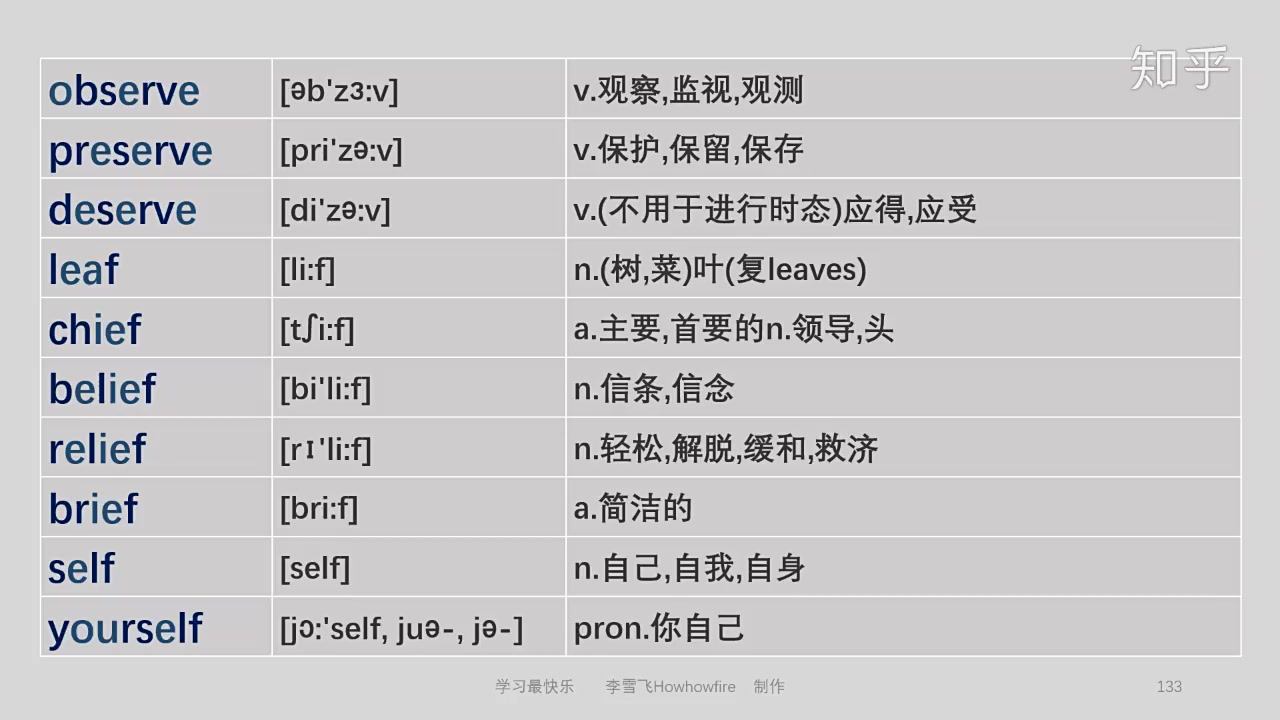 知乎
observe [əb'zɜ:v] v.观察,监视,观测
preserve [pri'zə:v] v.保护,保留,保存
deserve [di'zə:v] v.(不用于进行时态)应得,应受
leaf [li:f] n.(树,菜)叶(复leaves)
chief [tʃi:f] a.主要,首要的n.领导,头
belief [bi'li:f] n.信条,信念
relief [rɪ'li:f] n.轻松,解脱,缓和,救济
brief [bri:f] a.简洁的
self [self] n.自己,自我,自身
yourself [jɔ:'self, juə-, jə-] pron.你自己
学习最快乐 李雪飞Howhowfire 制作 133